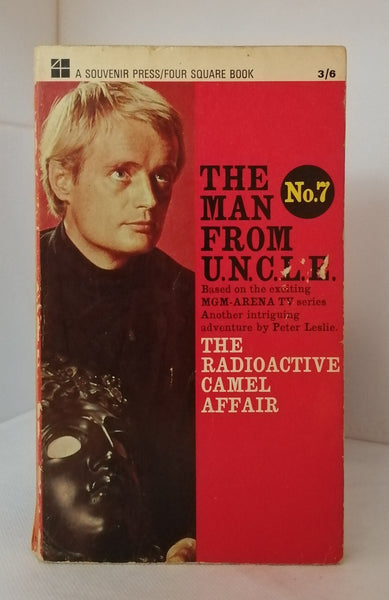 4
A SOUVENIR PRESS/FOUR SQUARE BOOK
3/6
THE
MAN
FROM
U.N.C.L.E.
No.7
Based on the exciting
MGM-ARENA TV series
Another intriguing
adventure by Peter Leslie.
THE
RADIOACTIVE
CAMEL
AFFAIR